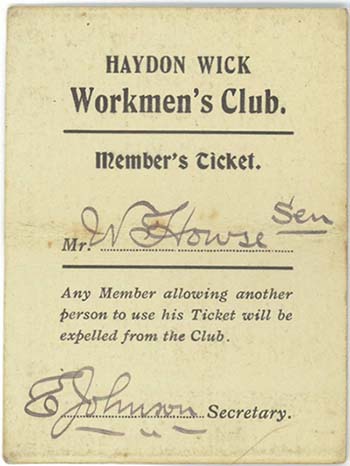 HAYDON WICK
Workmen's Club.
Member's Ticket.
Mr. W F Howse Sen
Any Member allowing another
person to use his Ticket will be
expelled from the Club.
E Johnson Secretary.